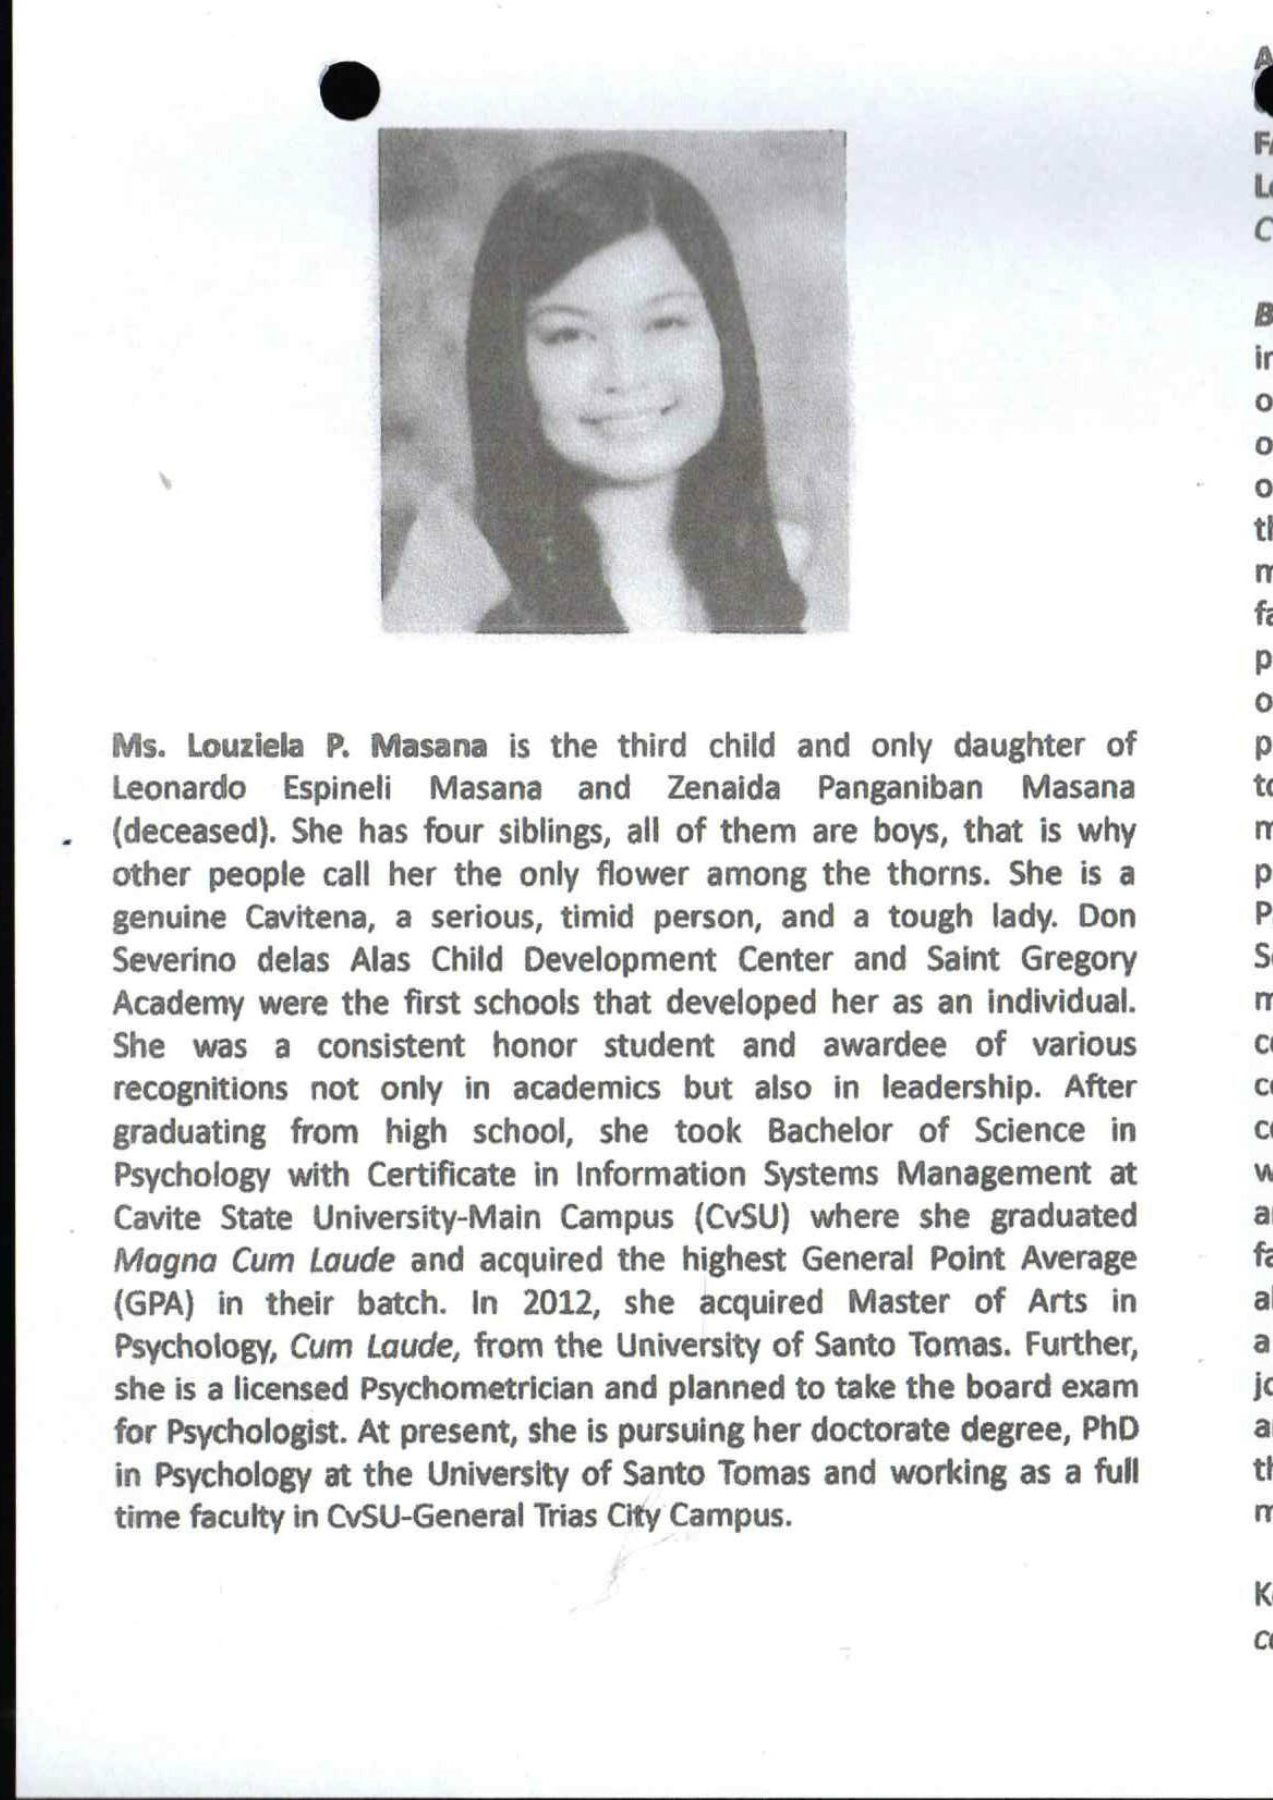 Ms. Louziela P. Masana is the third child and only daughter of
Leonardo Espineli Masana and Zenaida Panganiban Masana
(deceased). She has four siblings, all of them are boys, that is why
other people call her the only flower among the thorns. She is a
genuine Cavitena, a serious, timid person, and a tough lady. Don
Severino delas Alas Child Development Center and Saint Gregory
Academy were the first schools that developed her as an individual.
She was a consistent honor student and awardee of various
recognitions not only in academics but also in leadership. After
graduating from high school, she took Bachelor of Science in
Psychology with Certificate in Information Systems Management at
Cavite State University-Main Campus (CvSU) where she graduated
Magna Cum Laude and acquired the highest General Point Average
(GPA) in their batch. In 2012, she acquired Master of Arts in
Psychology, Cum Laude, from the University of Santo Tomas. Further,
she is a licensed Psychometrician and planned to take the board exam
for Psychologist. At present, she is pursuing her doctorate degree, PhD
in Psychology at the University of Santo Tomas and working as a full
time faculty in CvSU-General Trias City Campus.